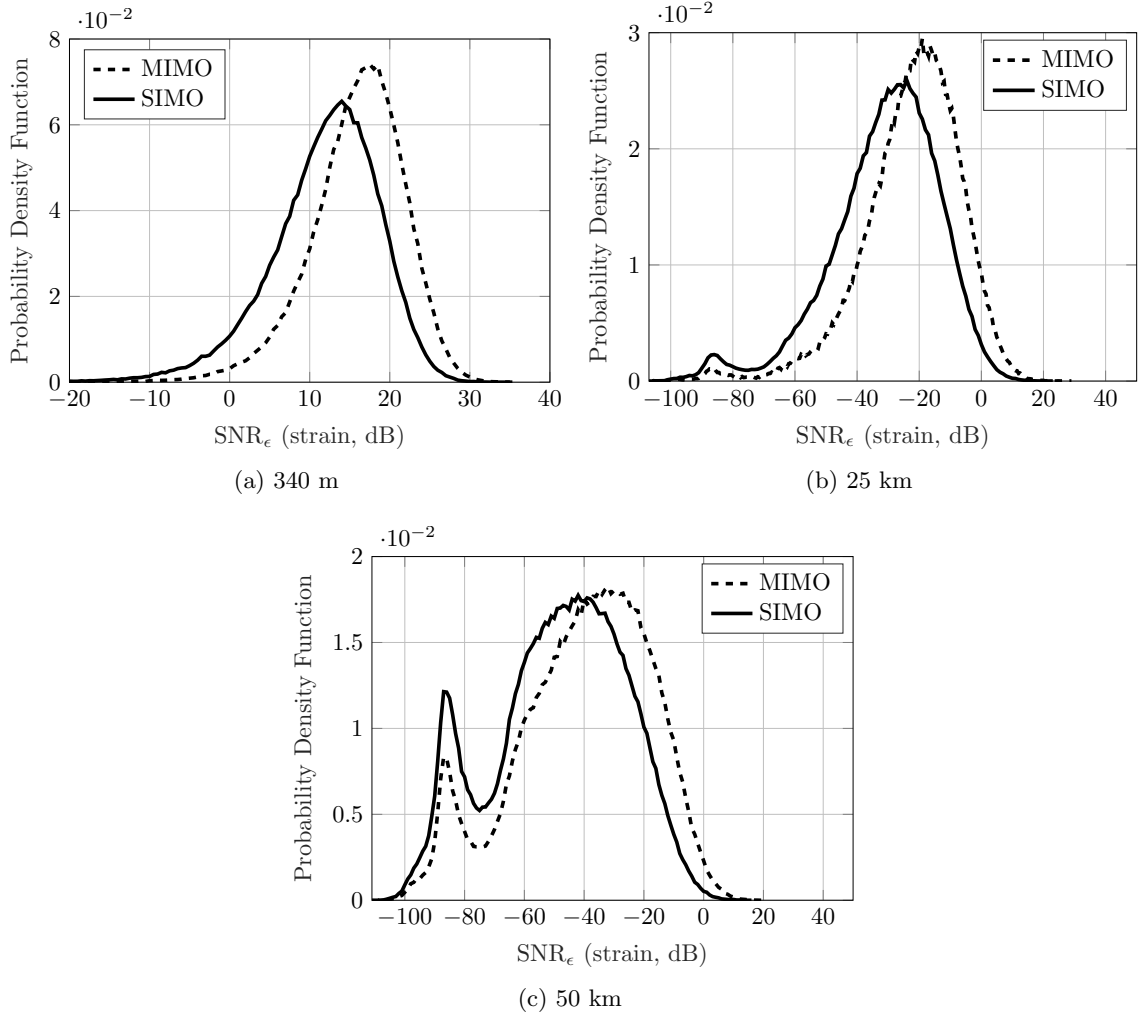 ·10−2
8
6
4
2
0
Probability Density Function
MIMO
SIMO
−20 −10 0 10 20 30 40
SNRϵ (strain, dB)
(a) 340 m
·10−2
3
2
1
0
Probability Density Function
MIMO
SIMO
−100 −80 −60 −40 −20 0 20 40
SNRϵ (strain, dB)
(b) 25 km
·10−2
2
1.5
1
0.5
0
Probability Density Function
MIMO
SIMO
−100 −80 −60 −40 −20 0 20 40
SNRϵ (strain, dB)
(c) 50 km